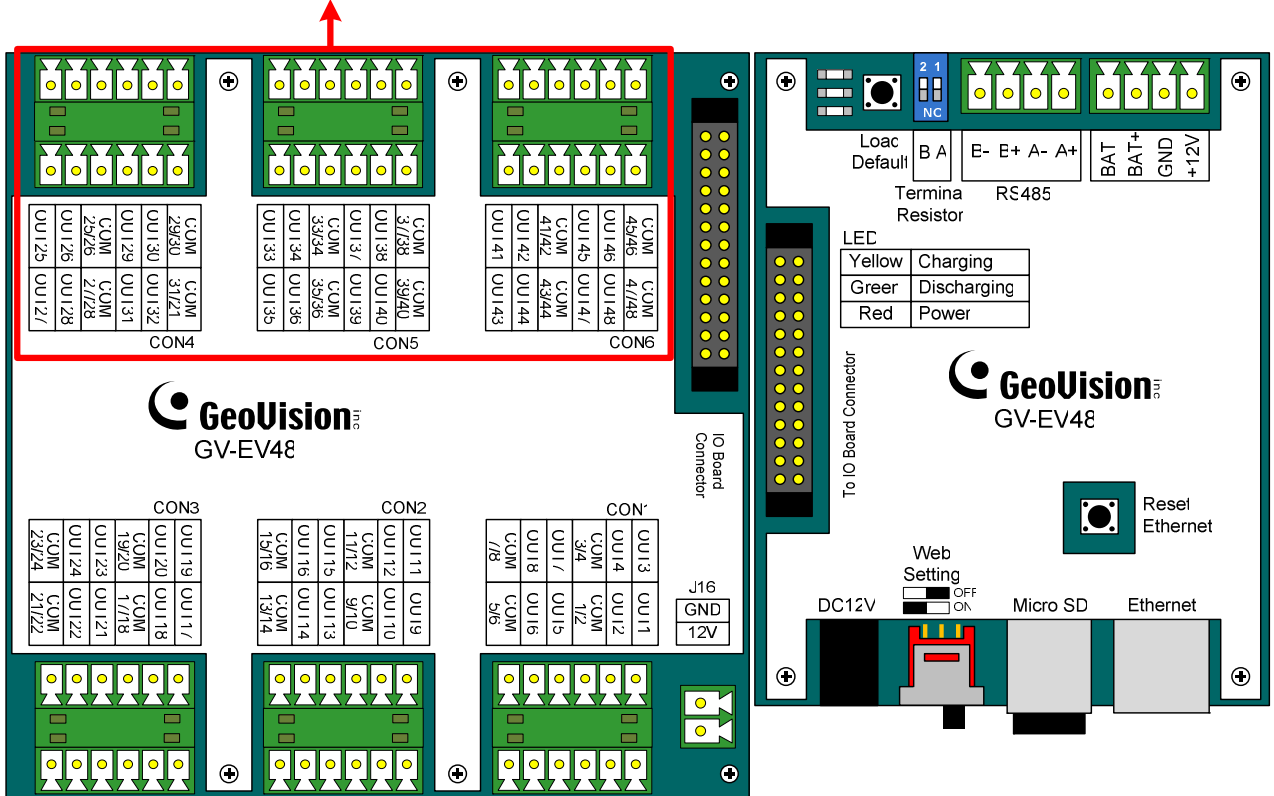 OUT25 OUT26 COM 25/26 OUT29 OUT30 COM 29/30
OUT27 OUT28 COM 27/28 OUT31 OUT32 COM 31/21
CON4
OUT33 OUT34 COM 33/34 OUT37 OUT38 COM 37/38
OUT35 OUT36 COM 35/36 OUT39 OUT40 COM 39/40
CON5
OUT41 OUT42 COM 41/42 OUT45 OUT46 COM 45/46
OUT43 OUT44 COM 43/44 OUT47 OUT48 COM 47/48
CON6
GeoVision inc
GV-EV48
IO Board
Connector
CON3
COM 23/24 OUT24 OUT23 COM 19/20 OUT20 OUT19
COM 21/22 OUT22 OUT21 COM 17/18 OUT18 OUT17
CON2
COM 15/16 OUT16 OUT15 COM 11/12 OUT12 OUT11
COM 13/14 OUT14 OUT13 COM 9/10 OUT10 OUT9
CON1
COM 7/8 OUT8 OUT7 COM 3/4 OUT4 OUT3
COM 5/6 OUT6 OUT5 COM 1/2 OUT2 OUT1
J16
GND
12V
2 1
NC
Load
Default
B A
Terminal
Resistor
B- B+ A- A+
RS485
BAT BAT+ GND +12V
LED
Yellow Charging
Green Discharging
Red Power
To IO Board Connector
GeoVision inc
GV-EV48
Reset
Ethernet
Web
Setting
OFF
ON
DC12V
Micro SD
Ethernet